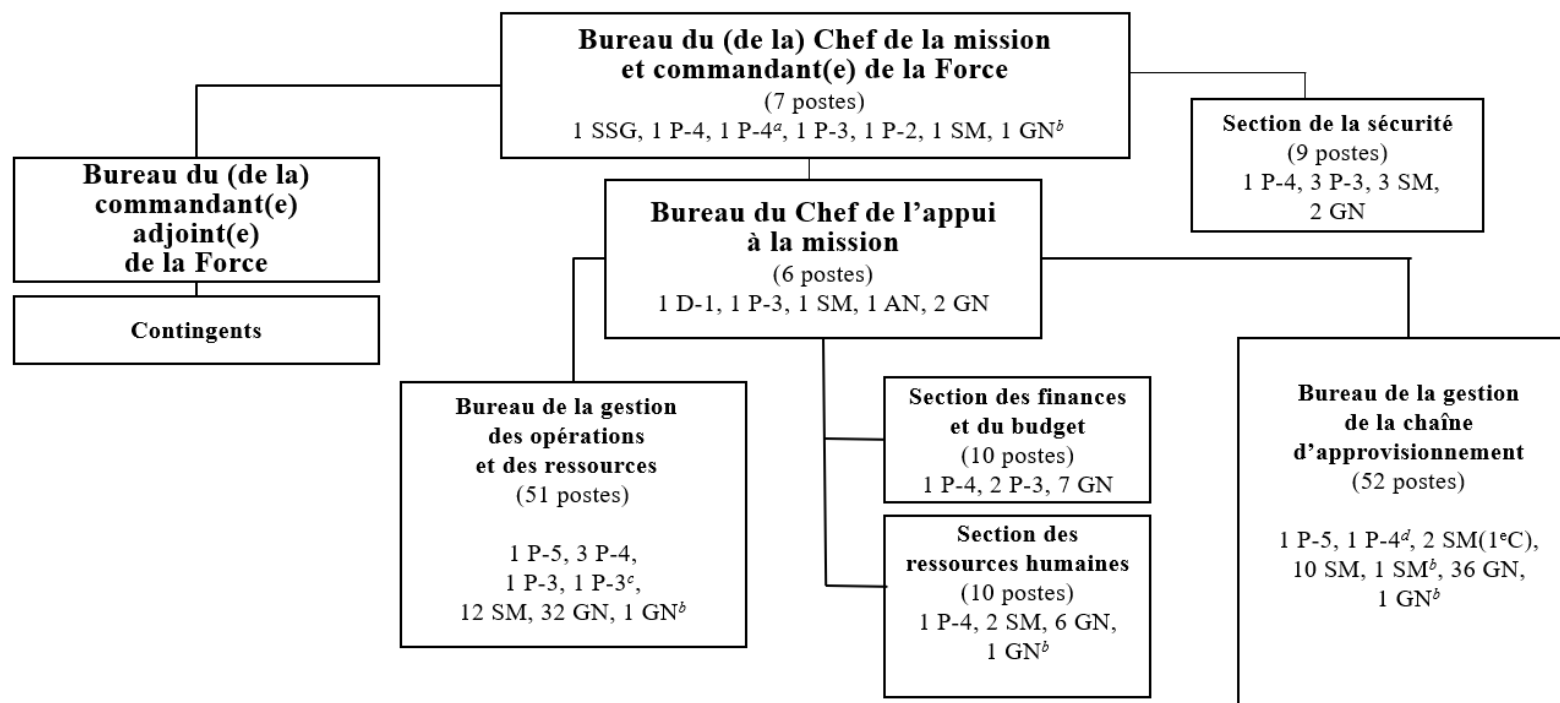 Bureau du (de la) Chef de la mission
et commandant(e) de la Force
(7 postes)
1 SSG, 1 P-4, 1 P-4ᵃ, 1 P-3, 1 P-2, 1 SM, 1 GNᵇ
Section de la sécurité
(9 postes)
1 P-4, 3 P-3, 3 SM,
2 GN
Bureau du (de la)
commandant(e)
adjoint(e)
de la Force
Contingents
Bureau du Chef de l’appui
à la mission
(6 postes)
1 D-1, 1 P-3, 1 SM, 1 AN, 2 GN
Bureau de la gestion
des opérations
et des ressources
(51 postes)
1 P-5, 3 P-4,
1 P-3, 1 P-3ᶜ,
12 SM, 32 GN, 1 GNᵇ
Section des finances
et du budget
(10 postes)
1 P-4, 2 P-3, 7 GN
Section des
ressources humaines
(10 postes)
1 P-4, 2 SM, 6 GN,
1 GNᵇ
Bureau de la gestion
de la chaîne
d’approvisionnement
(52 postes)
1 P-5, 1 P-4ᵈ, 2 SM(1ᵉC),
10 SM, 1 SMᵇ, 36 GN,
1 GNᵇ